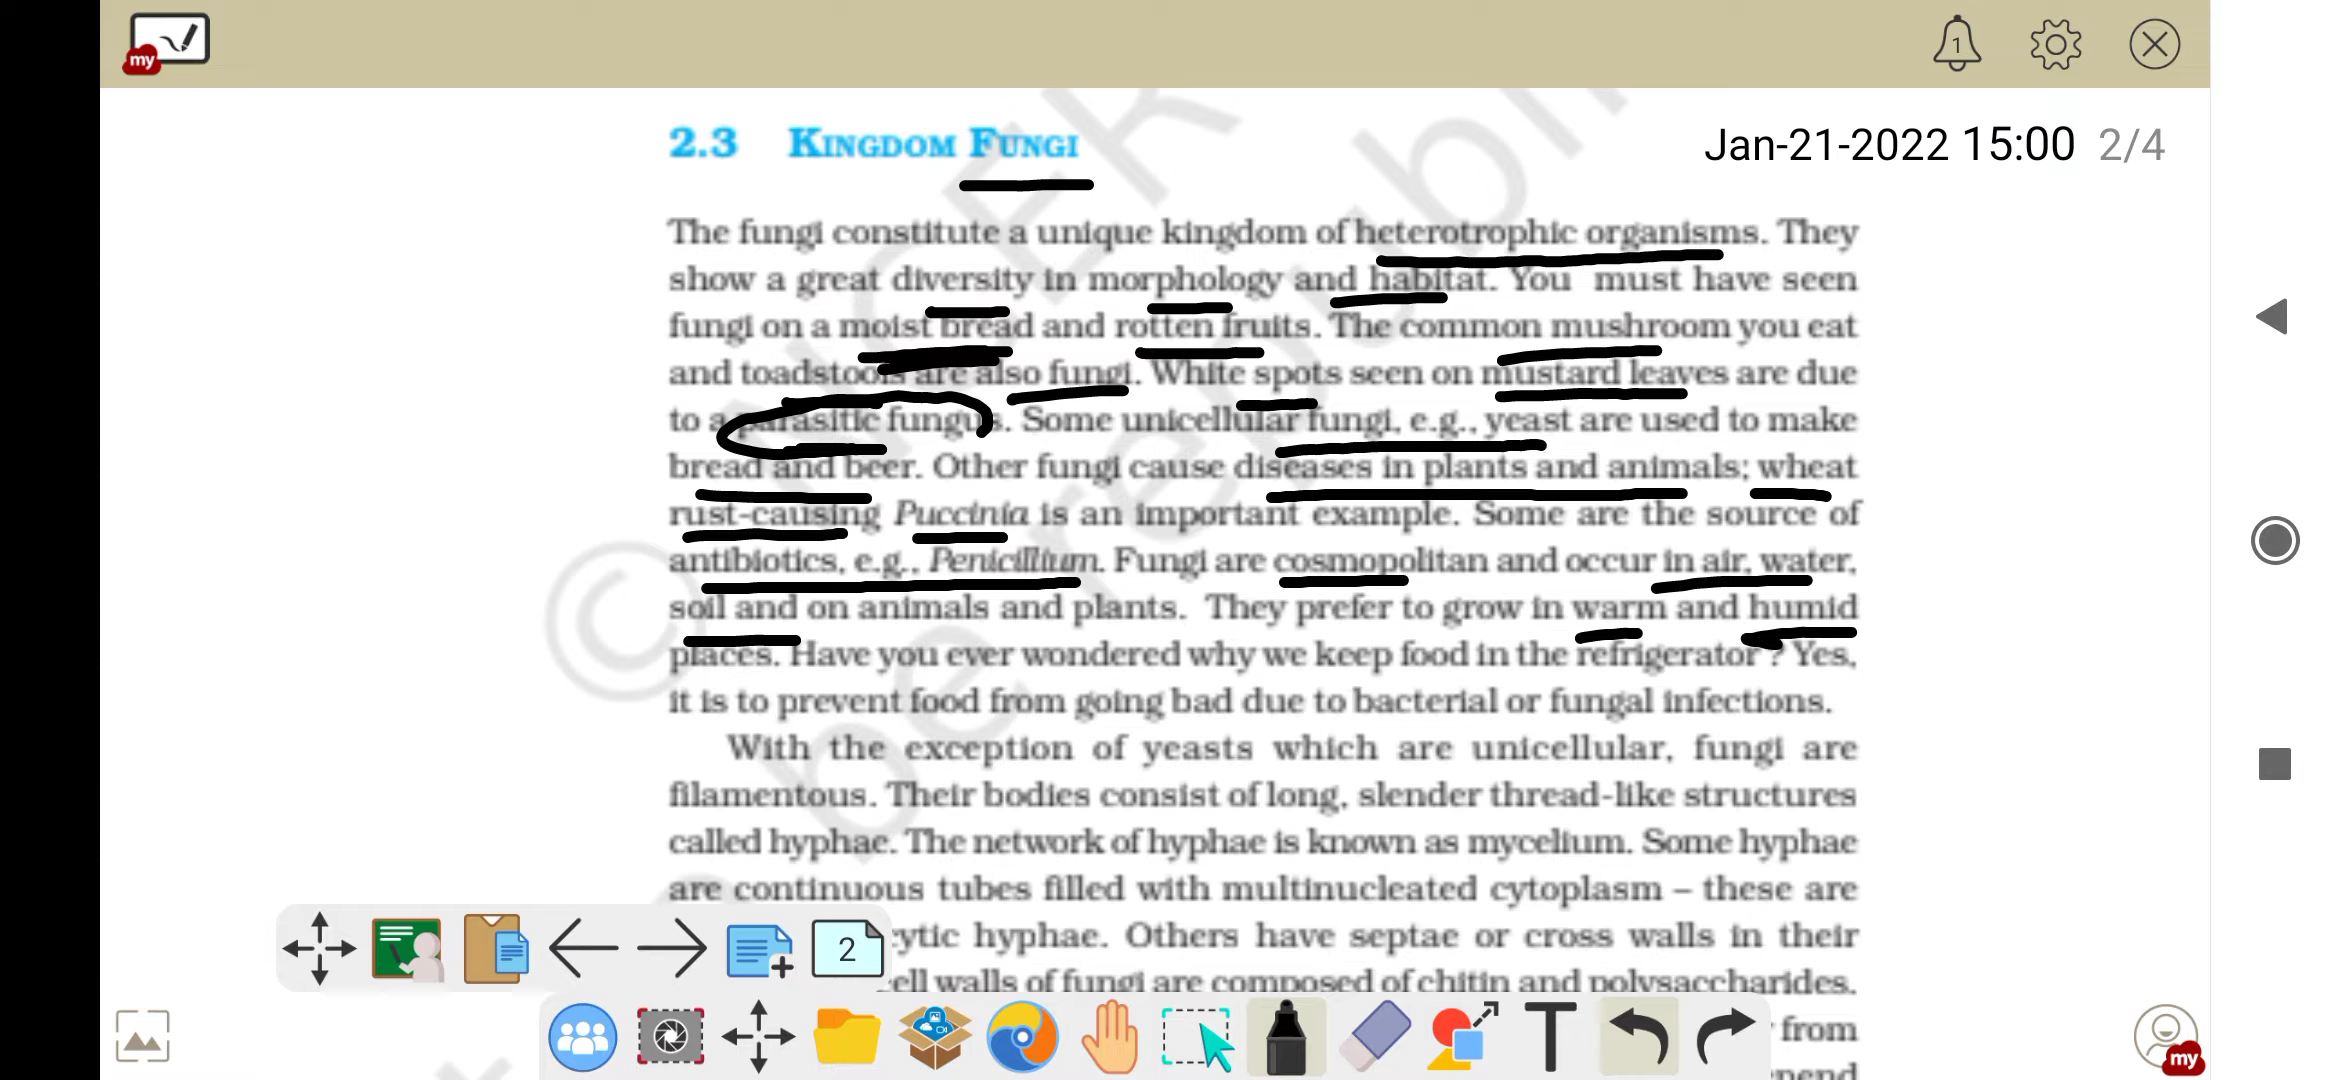 my
1
2.3 KINGDOM FUNGI
Jan-21-2022 15:00 2/4
The fungi constitute a unique kingdom of heterotrophic organisms. They
show a great diversity in morphology and habitat. You must have seen
fungi on a moist bread and rotten fruits. The common mushroom you eat
and toadstools are also fungi. White spots seen on mustard leaves are due
to a parasitic fungus. Some unicellular fungi, e.g., yeast are used to make
bread and beer. Other fungi cause diseases in plants and animals; wheat
rust-causing Puccinia is an important example. Some are the source of
antibiotics, e.g., Penicillium. Fungi are cosmopolitan and occur in air, water,
soil and on animals and plants. They prefer to grow in warm and humid
places. Have you ever wondered why we keep food in the refrigerator ? Yes,
it is to prevent food from going bad due to bacterial or fungal infections.
With the exception of yeasts which are unicellular, fungi are
filamentous. Their bodies consist of long, slender thread-like structures
called hyphae. The network of hyphae is known as mycelium. Some hyphae
are continuous tubes filled with multinucleated cytoplasm – these are
cytic hyphae. Others have septae or cross walls in their
cell walls of fungi are composed of chitin and polysaccharides.
from
pend
© NCER
be republi
2
T
my